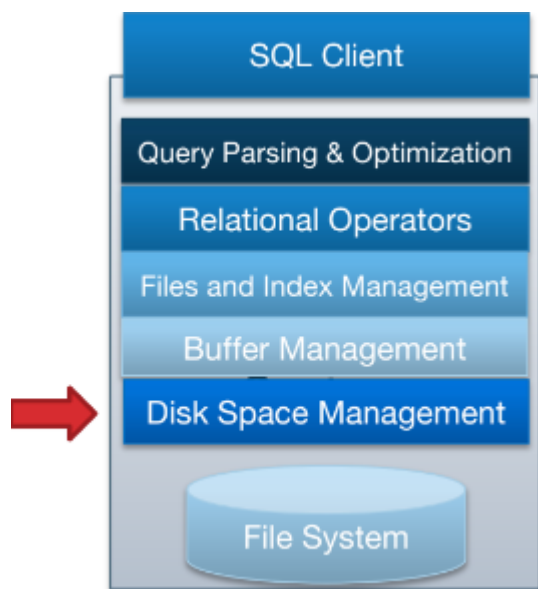 SQL Client
Query Parsing & Optimization
Relational Operators
Files and Index Management
Buffer Management
Disk Space Management
File System